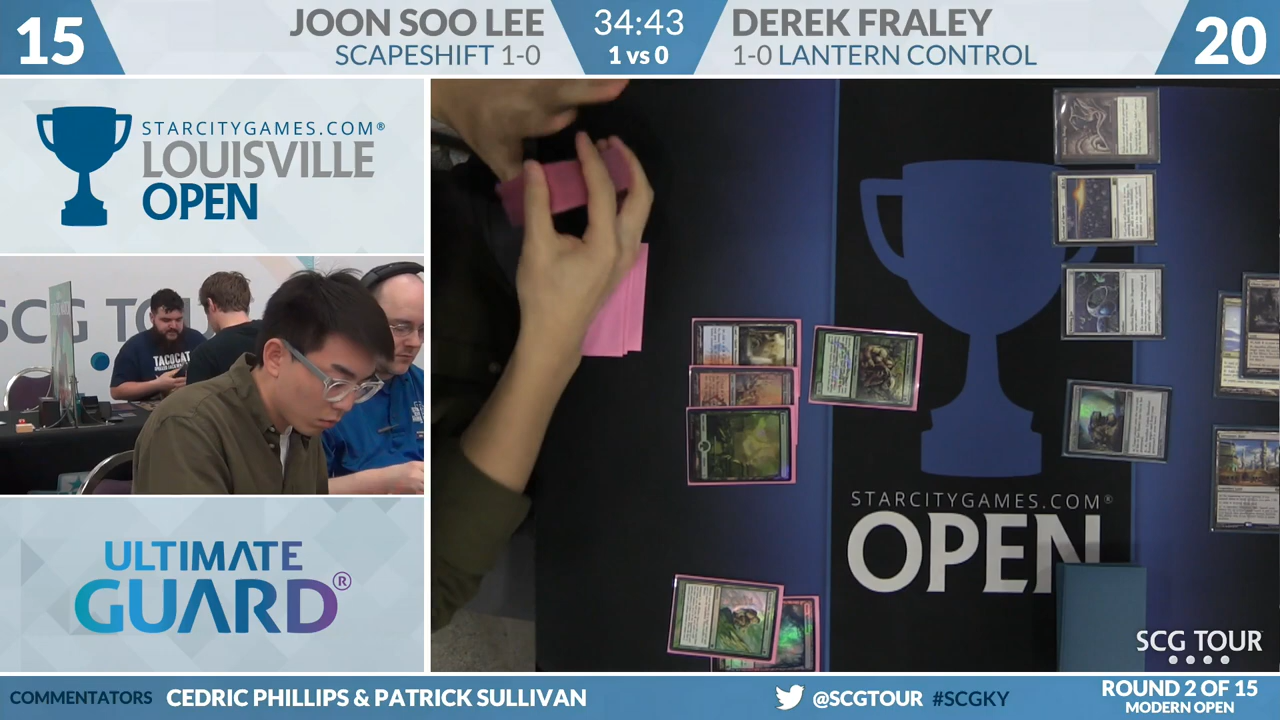 15
JOON SOO LEE
SCAPESHIFT 1-0
34:43
1 vs 0
DEREK FRALEY
1-0 LANTERN CONTROL
20
STARCITYGAMES.COM®
LOUISVILLE
OPEN
SCG TOU
TACOCAT
ULTIMATE
GUARD®
STARCITYGAMES.COM®
OPEN
SCG TOUR
COMMENTATORS CEDRIC PHILLIPS & PATRICK SULLIVAN
@SCGTOUR #SCGKY
ROUND 2 OF 15
MODERN OPEN